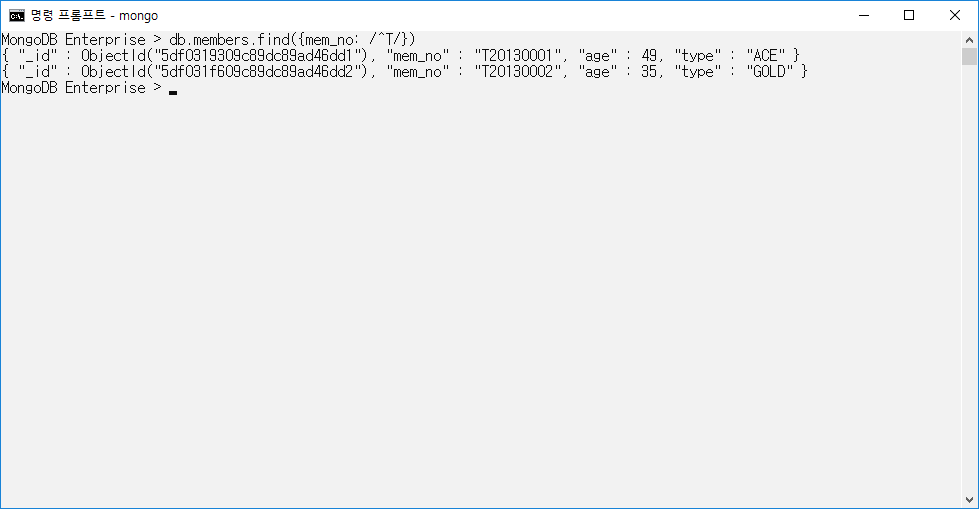 명령 프롬프트 - mongo
MongoDB Enterprise > db.members.find({mem_no: /^T/})
{ "_id" : ObjectId("5df0319309c89dc89ad46dd1"), "mem_no" : "T20130001", "age" : 49, "type" : "ACE" }
{ "_id" : ObjectId("5df031f609c89dc89ad46dd2"), "mem_no" : "T20130002", "age" : 35, "type" : "GOLD" }
MongoDB Enterprise >